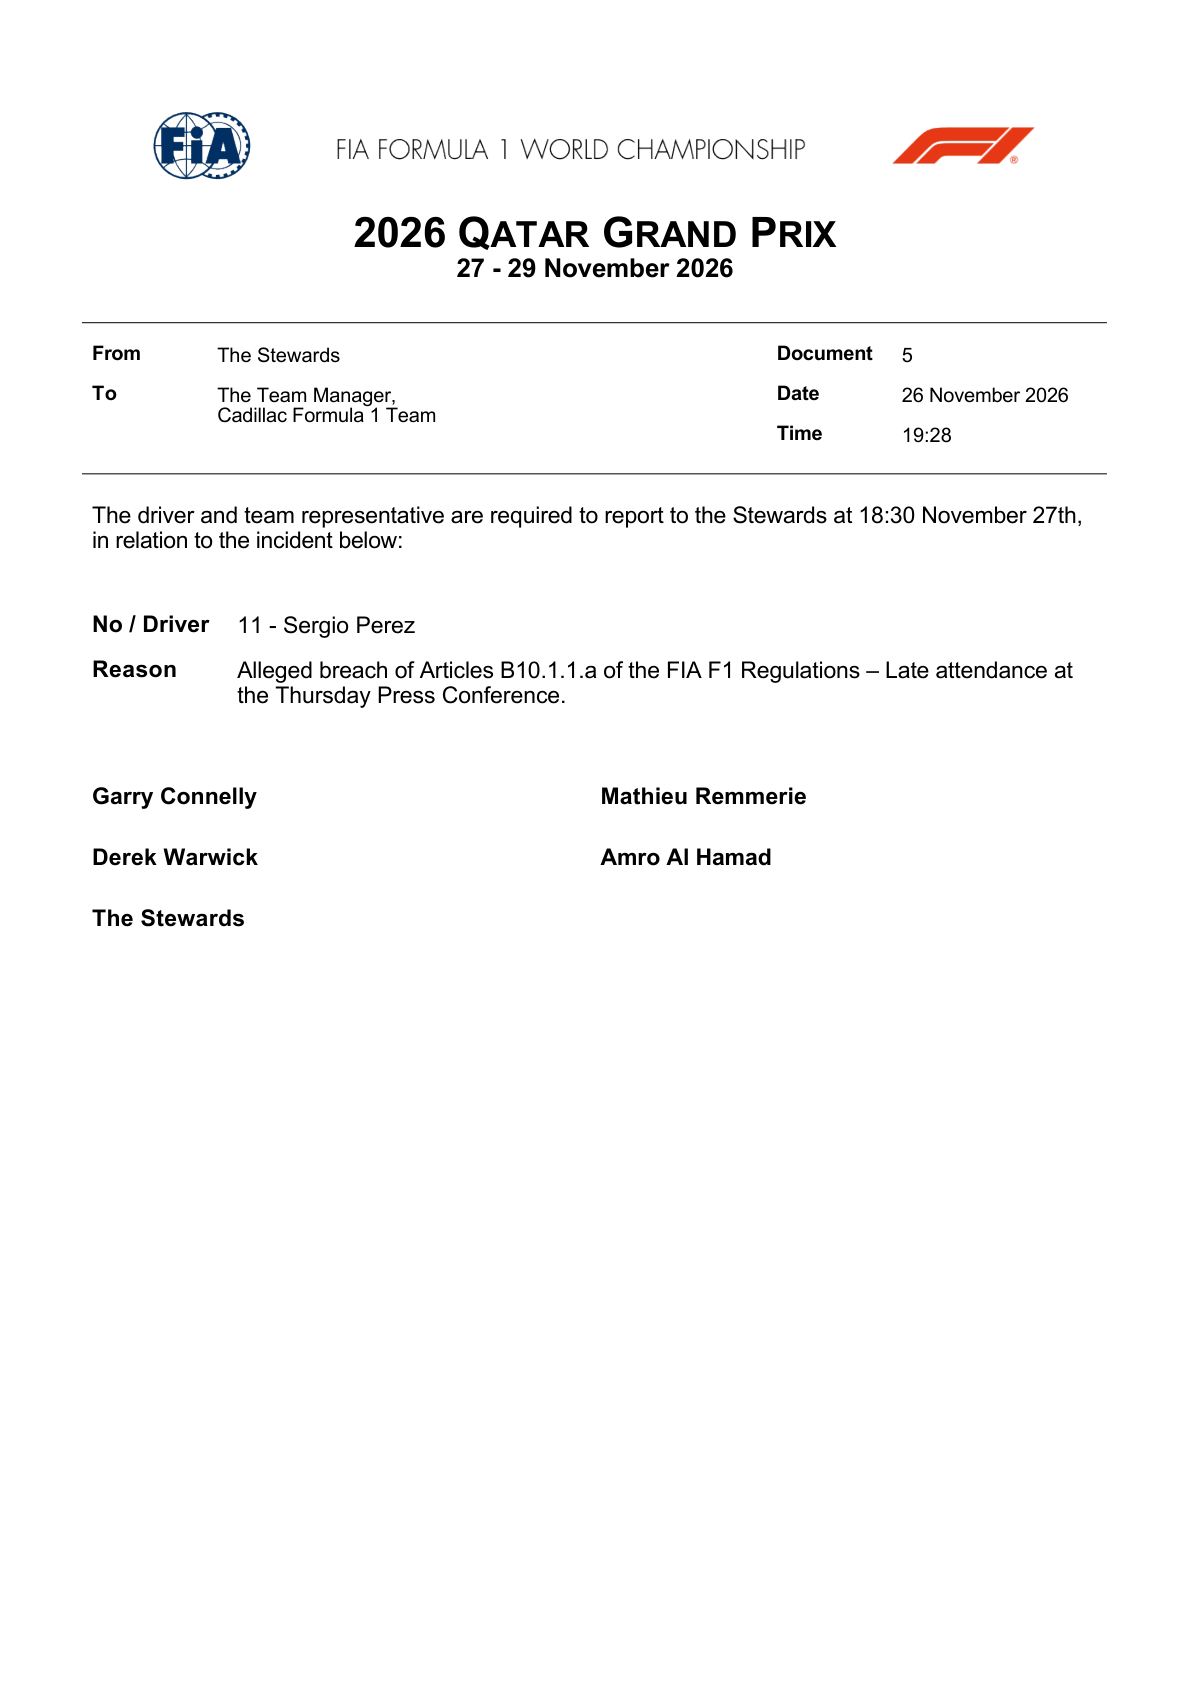 FiA
FIA FORMULA 1 WORLD CHAMPIONSHIP
F1®
2026 QATAR GRAND PRIX
27 - 29 November 2026
From The Stewards
To The Team Manager,
Cadillac Formula 1 Team
Document 5
Date 26 November 2026
Time 19:28
The driver and team representative are required to report to the Stewards at 18:30 November 27th,
in relation to the incident below:
No / Driver 11 - Sergio Perez
Reason Alleged breach of Articles B10.1.1.a of the FIA F1 Regulations – Late attendance at
the Thursday Press Conference.
Garry Connelly Mathieu Remmerie
Derek Warwick Amro Al Hamad
The Stewards